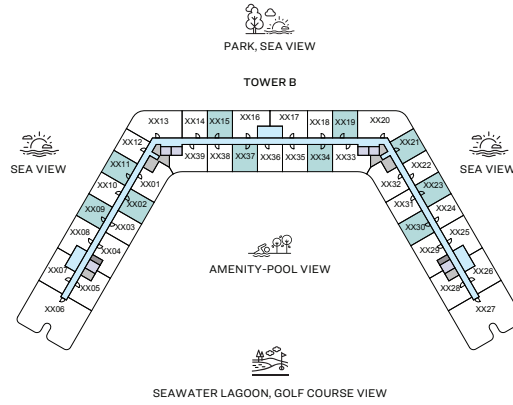 PARK, SEA VIEW
TOWER B
XX13 XX14 XX15 XX16 XX17 XX18 XX19 XX20
XX12 XX39 XX38 XX37 XX36 XX35 XX34 XX33 XX21
SEA VIEW
SEA VIEW
XX11 XX22
XX10 XX01 XX32 XX23
XX09 XX02 XX31 XX24
XX08 XX03 XX30 XX25
XX07 XX04 XX29 XX26
XX05 XX28
XX06 XX27
AMENITY-POOL VIEW
SEAWATER LAGOON, GOLF COURSE VIEW